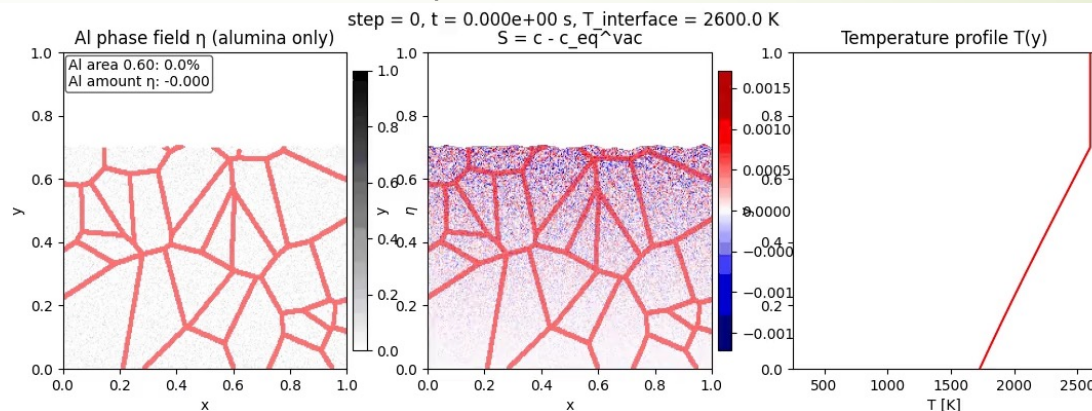 step = 0, t = 0.000e+00 s, T_interface = 2600.0 K
Al phase field η (alumina only)
S = c - c_eq^vac
Temperature profile T(y)
Al area 0.60: 0.0%
Al amount η: -0.000
1.0
0.8
0.6
0.4
0.2
0.0
y
0.0 0.2 0.4 0.6 0.8 1.0
x
1.0
0.8
0.4
0.2
0.0
η
1.0
0.8
0.6
0.4
0.2
0.0
y
0.0 0.2 0.4 0.6 0.8 1.0
x
0.0015
0.0010
0.0005
0.0000
−0.000
−0.001
−0.001
1.0
0.8
0.6
0.4
0.2
0.0
500 1000 1500 2000 2500
T [K]